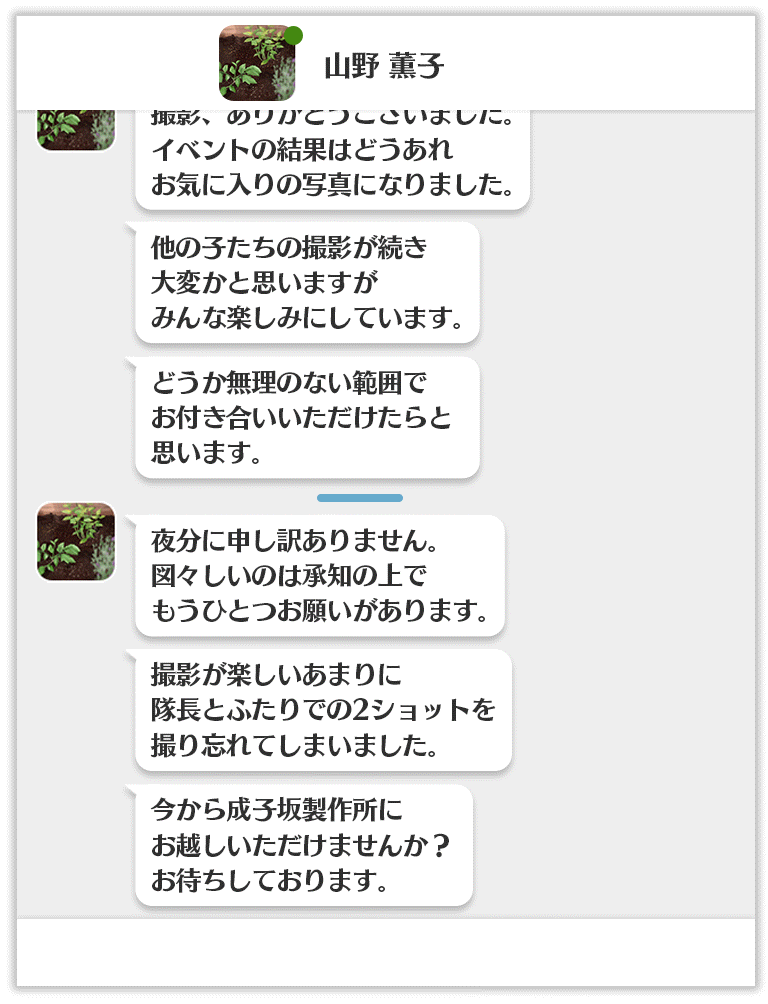 山野 薫子
撮影、ありがとうございました。
イベントの結果はどうあれ
お気に入りの写真になりました。
他の子たちの撮影が続き
大変かと思いますが
みんな楽しみにしています。
どうか無理のない範囲で
お付き合いいただけたらと
思います。
夜分に申し訳ありません。
図々しいのは承知の上で
もうひとつお願いがあります。
撮影が楽しいあまりに
隊長とふたりでの2ショットを
撮り忘れてしまいました。
今から成子坂製作所に
お越しいただけませんか？
お待ちしております。